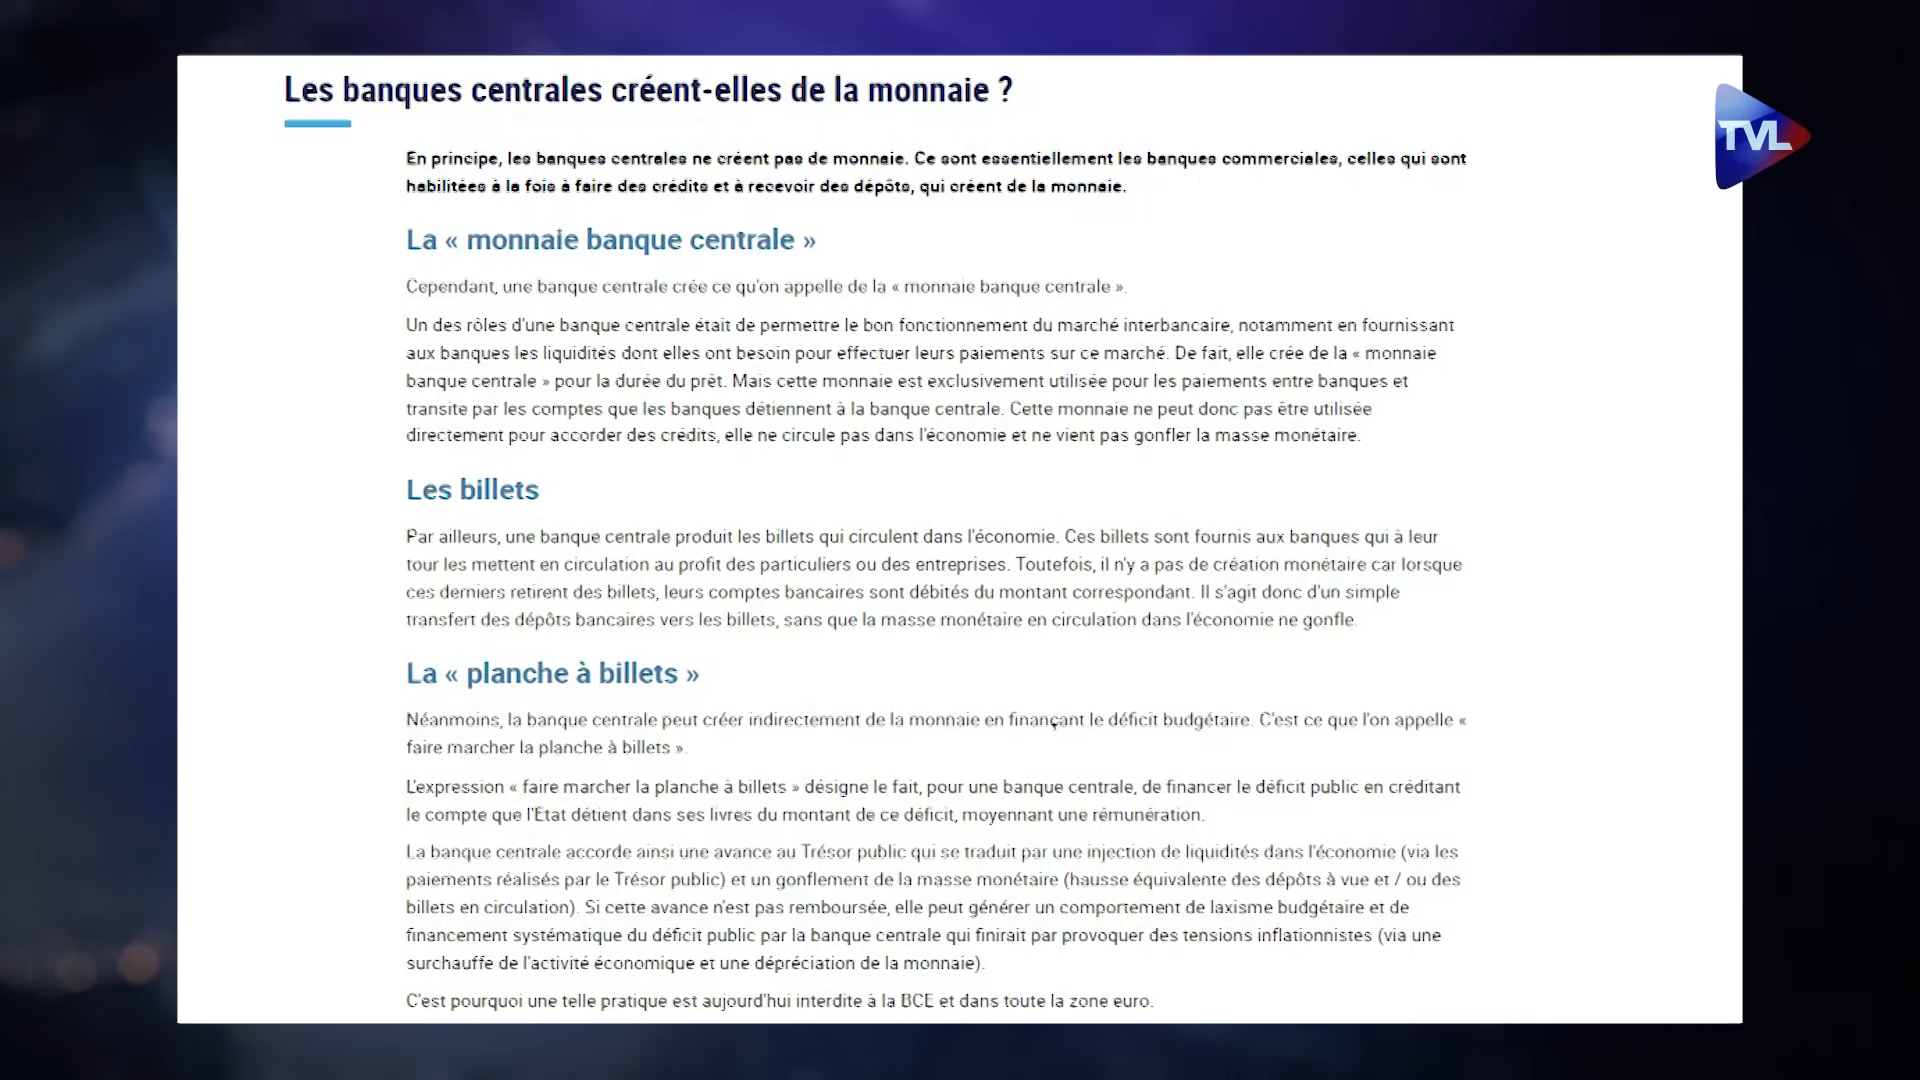 Les banques centrales créent-elles de la monnaie ?
TVL
En principe, les banques centrales ne créent pas de monnaie. Ce sont essentiellement les banques commerciales, celles qui sont
habilitées à la fois à faire des crédits et à recevoir des dépôts, qui créent de la monnaie.
La « monnaie banque centrale »
Cependant, une banque centrale crée ce qu'on appelle de la « monnaie banque centrale ».
Un des rôles d'une banque centrale était de permettre le bon fonctionnement du marché interbancaire, notamment en fournissant
aux banques les liquidités dont elles ont besoin pour effectuer leurs paiements sur ce marché. De fait, elle crée de la « monnaie
banque centrale » pour la durée du prêt. Mais cette monnaie est exclusivement utilisée pour les paiements entre banques et
transite par les comptes que les banques détiennent à la banque centrale. Cette monnaie ne peut donc pas être utilisée
directement pour accorder des crédits, elle ne circule pas dans l'économie et ne vient pas gonfler la masse monétaire.
Les billets
Par ailleurs, une banque centrale produit les billets qui circulent dans l'économie. Ces billets sont fournis aux banques qui à leur
tour les mettent en circulation au profit des particuliers ou des entreprises. Toutefois, il n'y a pas de création monétaire car lorsque
ces derniers retirent des billets, leurs comptes bancaires sont débités du montant correspondant. Il s'agit donc d'un simple
transfert des dépôts bancaires vers les billets, sans que la masse monétaire en circulation dans l'économie ne gonfle.
La « planche à billets »
Néanmoins, la banque centrale peut créer indirectement de la monnaie en finançant le déficit budgétaire. C'est ce que l'on appelle «
faire marcher la planche à billets ».
L'expression « faire marcher la planche à billets » désigne le fait, pour une banque centrale, de financer le déficit public en créditant
le compte que l'État détient dans ses livres du montant de ce déficit, moyennant une rémunération.
La banque centrale accorde ainsi une avance au Trésor public qui se traduit par une injection de liquidités dans l'économie (via les
paiements réalisés par le Trésor public) et un gonflement de la masse monétaire (hausse équivalente des dépôts à vue et / ou des
billets en circulation). Si cette avance n'est pas remboursée, elle peut générer un comportement de laxisme budgétaire et de
financement systématique du déficit public par la banque centrale qui finirait par provoquer des tensions inflationnistes (via une
surchauffe de l'activité économique et une dépréciation de la monnaie).
C'est pourquoi une telle pratique est aujourd'hui interdite à la BCE et dans toute la zone euro.